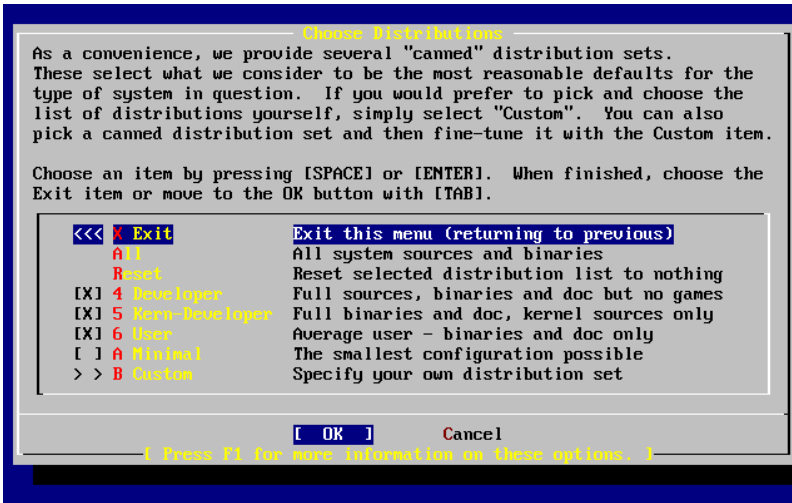 Choose Distributions
As a convenience, we provide several "canned" distribution sets.
These select what we consider to be the most reasonable defaults for the
type of system in question.  If you would prefer to pick and choose the
list of distributions yourself, simply select "Custom".  You can also
pick a canned distribution set and then fine-tune it with the Custom item.
Choose an item by pressing [SPACE] or [ENTER].  When finished, choose the
Exit item or move to the OK button with [TAB].
<<< X Exit Exit this menu (returning to previous)
All All system sources and binaries
Reset Reset selected distribution list to nothing
[X] 4 Developer Full sources, binaries and doc but no games
[X] 5 Kern-Developer Full binaries and doc, kernel sources only
[X] 6 User Average user - binaries and doc only
[ ] A Minimal The smallest configuration possible
> > B Custom Specify your own distribution set
[ OK ] Cancel
[ Press F1 for more information on these options. ]